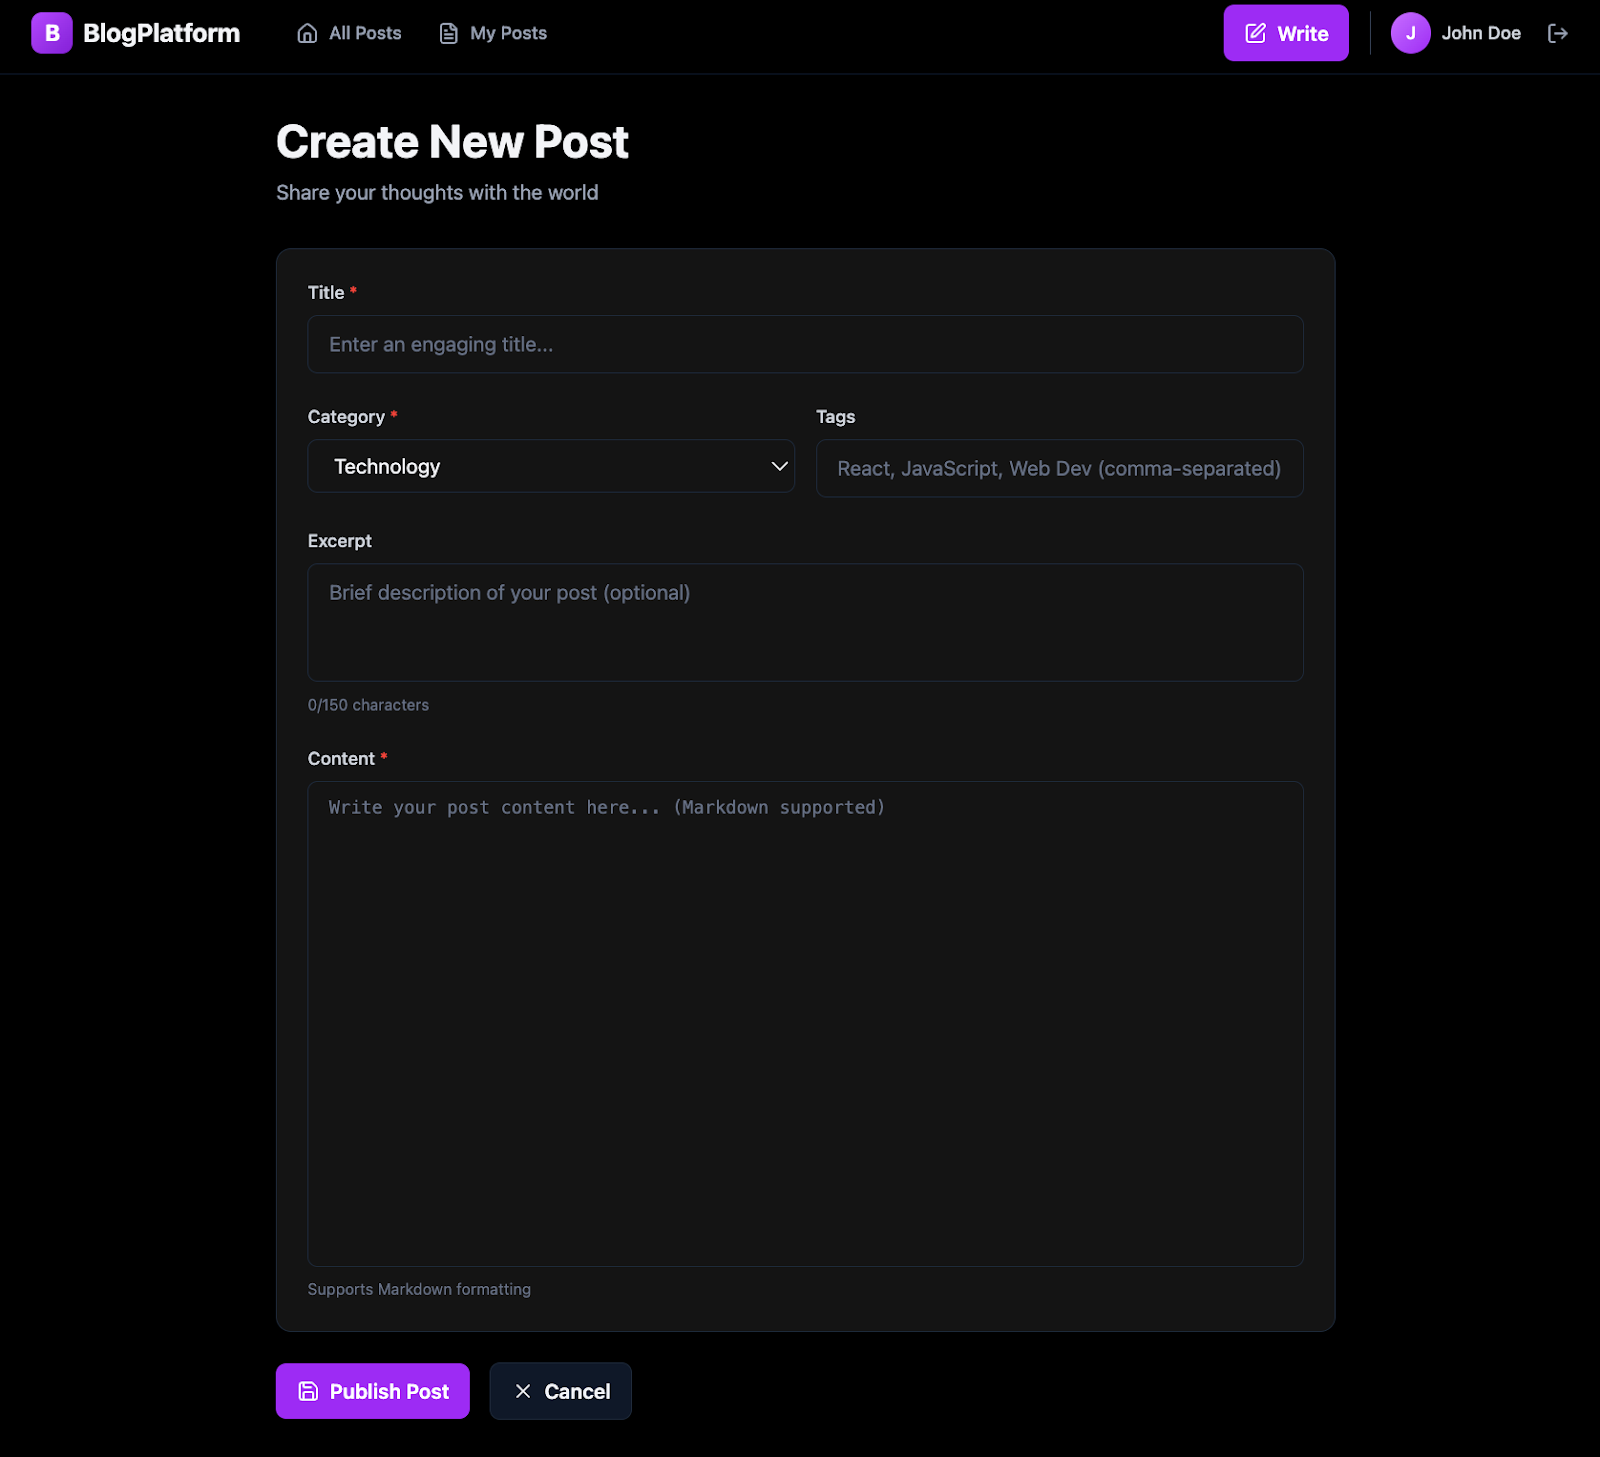 B BlogPlatform All Posts My Posts Write J John Doe
Create New Post
Share your thoughts with the world
Title *
Enter an engaging title...
Category * Tags
Technology React, JavaScript, Web Dev (comma-separated)
Excerpt
Brief description of your post (optional)
0/150 characters
Content *
Write your post content here... (Markdown supported)
Supports Markdown formatting
Publish Post Cancel